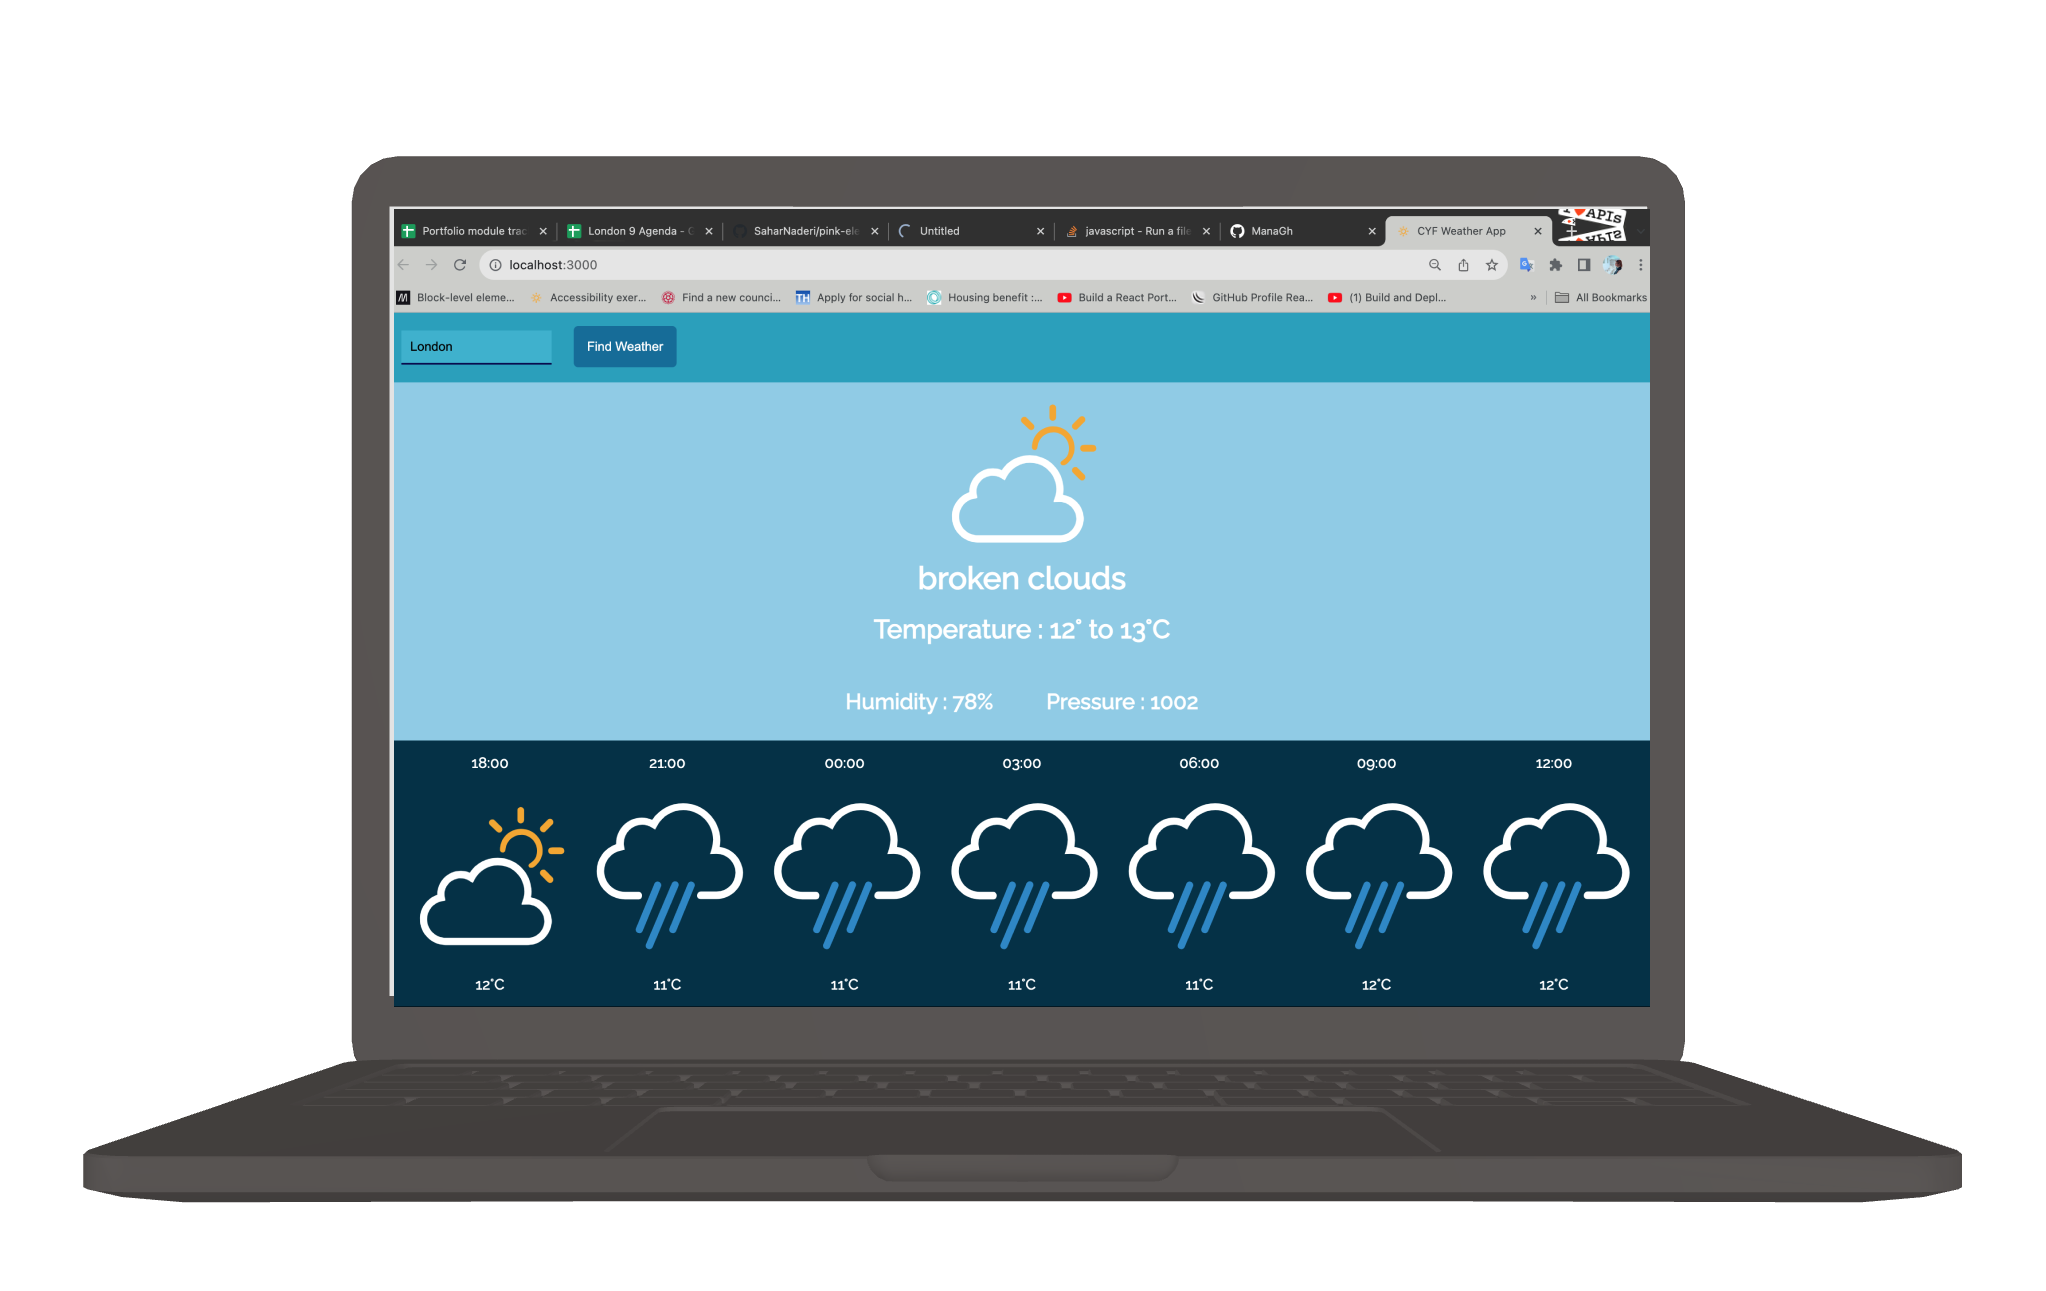 Portfolio module trac
London 9 Agenda - G
SaharNaderi/pink-ele
Untitled
javascript - Run a file
ManaGh
CYF Weather App
APIs
localhost:3000
Block-level eleme...
Accessibility exer...
Find a new counci...
TH
Apply for social h...
Housing benefit :...
Build a React Port...
GitHub Profile Rea...
(1) Build and Depl...
»
All Bookmarks
London
Find Weather
broken clouds
Temperature : 12° to 13°C
Humidity : 78% Pressure : 1002
18:00 21:00 00:00 03:00 06:00 09:00 12:00
12°C 11°C 11°C 11°C 11°C 12°C 12°C